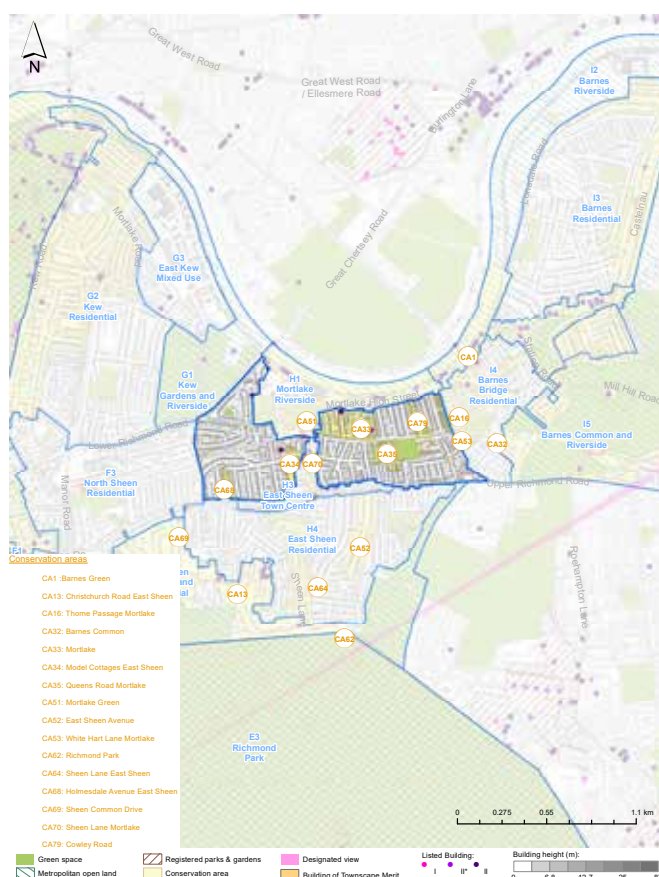 N
Great West Road
Great West Road
/ Ellesmere Road
Burlington Lane
I2
Barnes
Riverside
Lonsdale Road
I3
Barnes
Residential
Castelnau
Mortlake Road
G3
East Kew
Mixed Use
Kew Road
G2
Kew
Residential
Great Chertsey Road
CA1
I4
Barnes
Bridge
Residential
Mill Hill Road
G1
Kew
Gardens and
Riverside
H1
Mortlake
Riverside
Mortlake High Street
CA51
CA33
CA79
CA16
CA53
CA32
I5
Barnes Common and
Riverside
Lower Richmond Road
CA34
CA70
CA35
F3
North Sheen
Residential
Manor Road
CA68
H3
East Sheen
Town Centre
Upper Richmond Road
H4
East Sheen
Residential
CA69
CA52
Roehampton Lane
CA13
CA64
Sheen Lane
CA62
E3
Richmond
Park
Conservation areas
CA1 :Barnes Green
CA13: Christchurch Road East Sheen
CA16: Thorne Passage Mortlake
CA32: Barnes Common
CA33: Mortlake
CA34: Model Cottages East Sheen
CA35: Queens Road Mortlake
CA51: Mortlake Green
CA52: East Sheen Avenue
CA53: White Hart Lane Mortlake
CA62: Richmond Park
CA64: Sheen Lane East Sheen
CA68: Holmesdale Avenue East Sheen
CA69: Sheen Common Drive
CA70: Sheen Lane Mortlake
CA79: Cowley Road
0 0.275 0.55 1.1 km
Green space
Metropolitan open land
Registered parks & gardens
Conservation area
Designated view
Building of Townscape Merit
Listed Building:
I II* II
Building height (m):